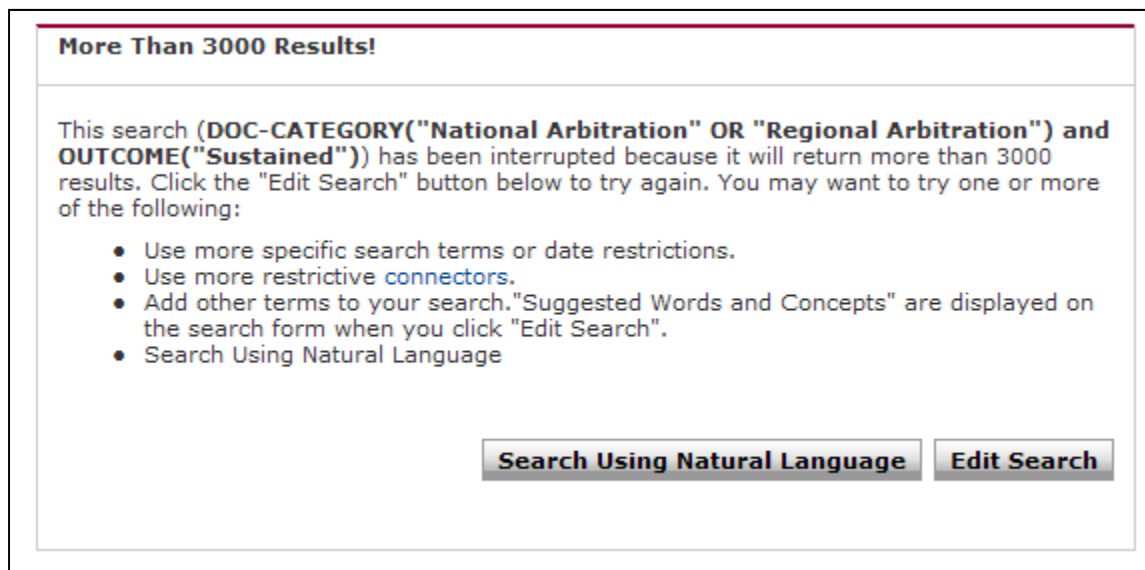 More Than 3000 Results!
This search (DOC-CATEGORY("National Arbitration" OR "Regional Arbitration") and
OUTCOME("Sustained")) has been interrupted because it will return more than 3000
results. Click the "Edit Search" button below to try again. You may want to try one or more
of the following:
● Use more specific search terms or date restrictions.
● Use more restrictive connectors.
● Add other terms to your search."Suggested Words and Concepts" are displayed on
the search form when you click "Edit Search".
● Search Using Natural Language
Search Using Natural Language Edit Search